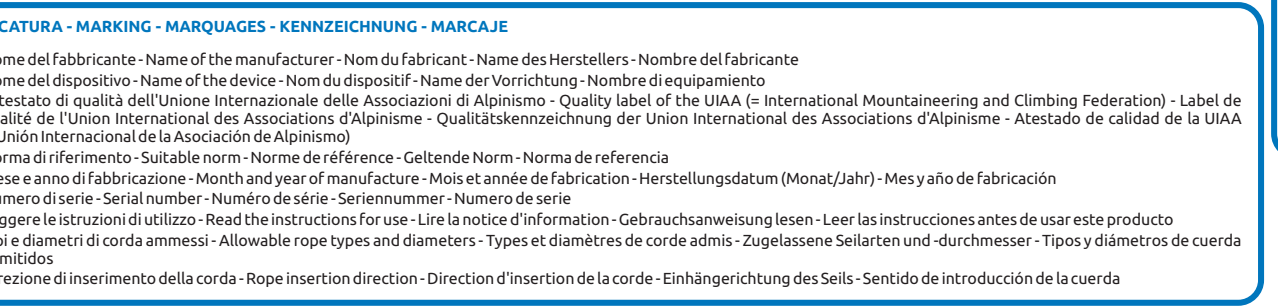 CATURA - MARKING - MARQUAGES - KENNZEICHNUNG - MARCAJE
ome del fabbricante - Name of the manufacturer - Nom du fabricant - Name des Herstellers - Nombre del fabricante
ome del dispositivo - Name of the device - Nom du dispositif - Name der Vorrichtung - Nombre di equipamiento
testato di qualità dell'Unione Internazionale delle Associazioni di Alpinismo - Quality label of the UIAA (= International Mountaineering and Climbing Federation) - Label de
alité de l'Union International des Associations d'Alpinisme - Qualitätskennzeichnung der Union International des Associations d'Alpinisme - Atestado de calidad de la UIAA
Unión Internacional de la Asociación de Alpinismo)
orma di riferimento - Suitable norm - Norme de référence - Geltende Norm - Norma de referencia
ese e anno di fabbricazione - Month and year of manufacture - Mois et année de fabrication - Herstellungsdatum (Monat/Jahr) - Mes y año de fabricación
umero di serie - Serial number - Numéro de série - Seriennummer - Numero de serie
ggere le istruzioni di utilizzo - Read the instructions for use - Lire la notice d'information - Gebrauchsanweisung lesen - Leer las instrucciones antes de usar este producto
pi e diametri di corda ammessi - Allowable rope types and diameters - Types et diamètres de corde admis - Zugelassene Seilarten und -durchmesser - Tipos y diámetros de cuerda
mitidos
rezione di inserimento della corda - Rope insertion direction - Direction d'insertion de la corde - Einhängerichtung des Seils - Sentido de introducción de la cuerda